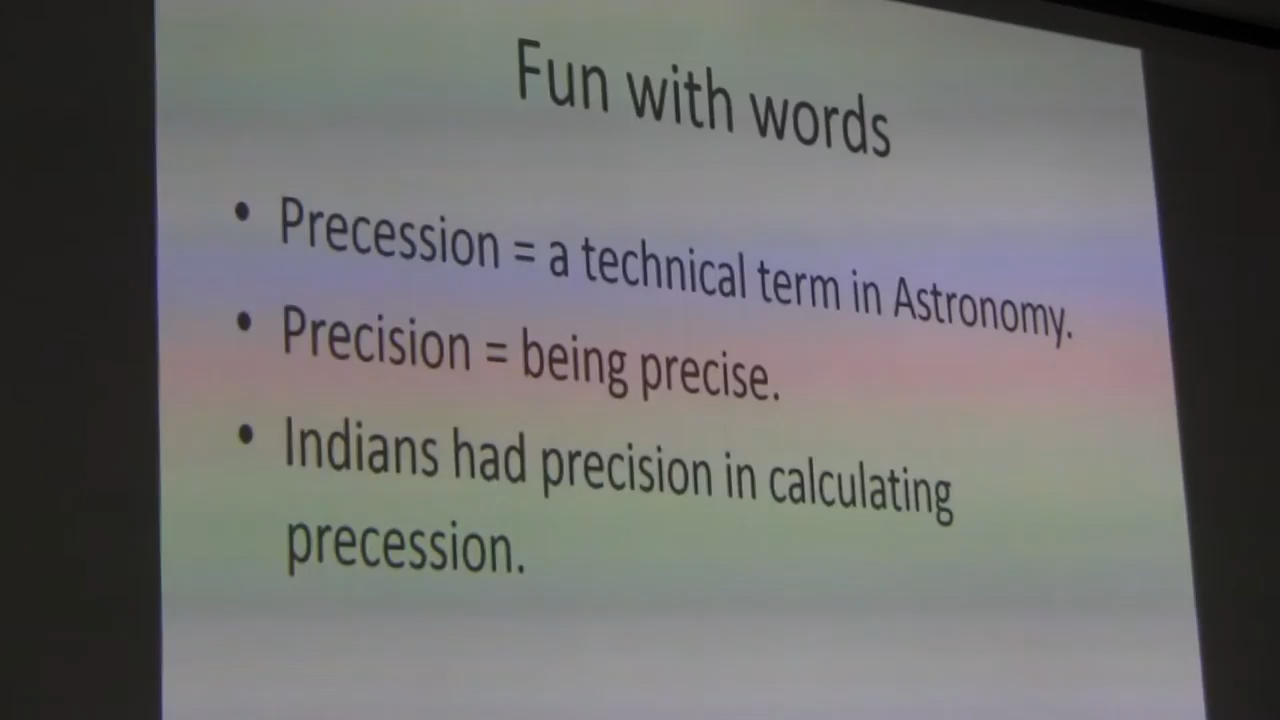 Fun with words
• Precession = a technical term in Astronomy.
• Precision = being precise.
• Indians had precision in calculating
precession.